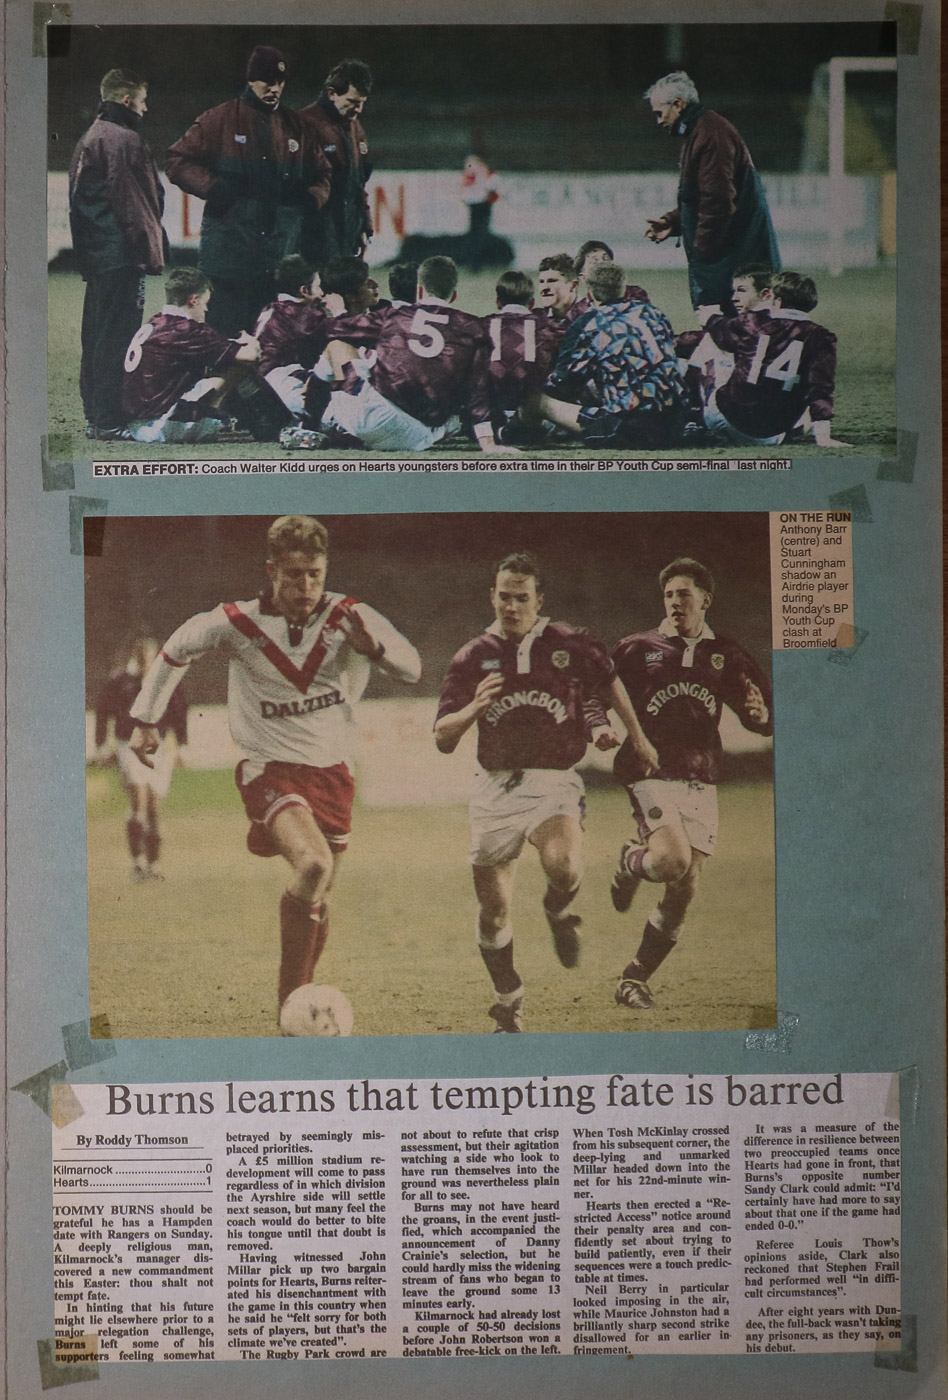 6
5
11
1
14
EXTRA EFFORT: Coach Walter Kidd urges on Hearts youngsters before extra time in their BP Youth Cup semi-final last night.
ON THE RUN
Anthony Barr
(centre) and
Stuart
Cunningham
shadow an
Airdrie player
during
Monday's BP
Youth Cup
clash at
Broomfield
DALZIEL
STRONGBOW
STRONGBOW
Burns learns that tempting fate is barred
By Roddy Thomson
Kilmarnock ........................0
Hearts................................1
TOMMY BURNS should be
grateful he has a Hampden
date with Rangers on Sunday.
A deeply religious man,
Kilmarnock's manager dis-
covered a new commandment
this Easter: thou shalt not
tempt fate.
In hinting that his future
might lie elsewhere prior to a
major relegation challenge,
Burns left some of his
supporters feeling somewhat
betrayed by seemingly mis-
placed priorities.
A £5 million stadium re-
development will come to pass
regardless of in which division
the Ayrshire side will settle
next season, but many feel the
coach would do better to bite
his tongue until that doubt is
removed.
Having witnessed John
Millar pick up two bargain
points for Hearts, Burns reiter-
ated his disenchantment with
the game in this country when
he said he "felt sorry for both
sets of players, but that's the
climate we've created".
The Rugby Park crowd are
not about to refute that crisp
assessment, but their agitation
watching a side who look to
have run themselves into the
ground was nevertheless plain
for all to see.
Burns may not have heard
the groans, in the event justi-
fied, which accompanied the
announcement of Danny
Crainie's selection, but he
could hardly miss the widening
stream of fans who began to
leave the ground some 13
minutes early.
Kilmarnock had already lost
a couple of 50-50 decisions
before John Robertson won a
debatable free-kick on the left.
When Tosh McKinlay crossed
from his subsequent corner, the
deep-lying and unmarked
Millar headed down into the
net for his 22nd-minute win-
ner.
Hearts then erected a "Re-
stricted Access" notice around
their penalty area and con-
fidently set about trying to
build patiently, even if their
sequences were a touch predic-
table at times.
Neil Berry in particular
looked imposing in the air,
while Maurice Johnston had a
brilliantly sharp second strike
disallowed for an earlier in-
fringement.
It was a measure of the
difference in resilience between
two preoccupied teams once
Hearts had gone in front, that
Burns's opposite number
Sandy Clark could admit: "I'd
certainly have had more to say
about that one if the game had
ended 0-0."
Referee Louis Thow's
opinions aside, Clark also
reckoned that Stephen Frail
had performed well "in diffi-
cult circumstances".
After eight years with Dun-
dee, the full-back wasn't taking
any prisoners, as they say, on
his debut.